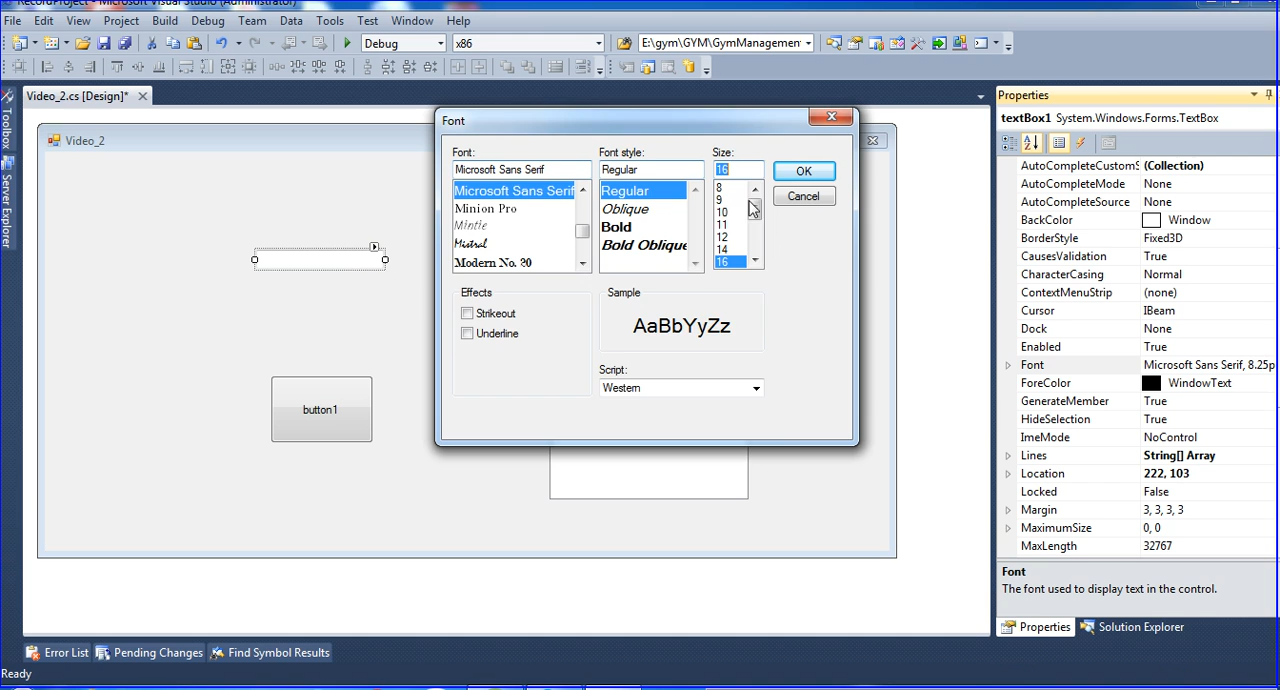 RecordProject - Microsoft Visual Studio (Administrator)
File Edit View Project Build Debug Team Data Tools Test Window Help
Debug x86 E:\gym\GYM\GymManagement
Video_2.cs [Design]*
Toolbox
Server Explorer
Video_2
button1
Font
Font: Font style: Size:
Microsoft Sans Serif Regular 16
OK
Cancel
Microsoft Sans Serif
Minion Pro
Mintie
Mistral
Modern No. 20
Regular
Oblique
Bold
Bold Oblique
8
9
10
11
12
14
16
Effects
Strikeout
Underline
Sample
AaBbYyZz
Script:
Western
Properties
textBox1 System.Windows.Forms.TextBox
AutoCompleteCustomS (Collection)
AutoCompleteMode None
AutoCompleteSource None
BackColor Window
BorderStyle Fixed3D
CausesValidation True
CharacterCasing Normal
ContextMenuStrip (none)
Cursor IBeam
Dock None
Enabled True
Font Microsoft Sans Serif, 8.25p
ForeColor WindowText
GenerateMember True
HideSelection True
ImeMode NoControl
Lines String[] Array
Location 222, 103
Locked False
Margin 3, 3, 3, 3
MaximumSize 0, 0
MaxLength 32767
Font
The font used to display text in the control.
Properties Solution Explorer
Error List Pending Changes Find Symbol Results
Ready